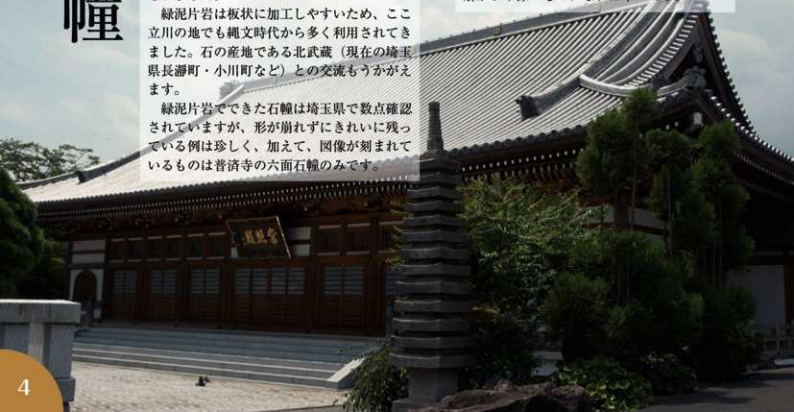 幢
緑泥片岩は板状に加工しやすいため、ここ
立川の地でも縄文時代から多く利用されてき
ました。石の産地である北武蔵（現在の埼玉
県長瀞町・小川町など）との交流もうかがえ
ます。
緑泥片岩でできた石幢は埼玉県で数点確認
されていますが、形が崩れずにきれいに残っ
ている例は珍しく、加えて、図像が刻まれて
いるものは普済寺の六面石幢のみです。
4